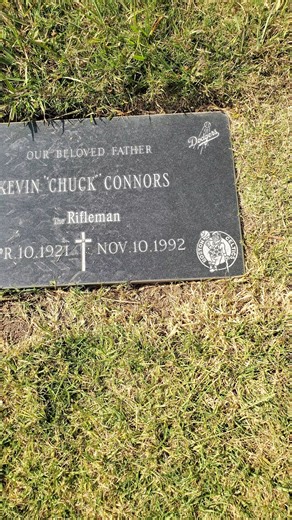 OUR BELOVED FATHER
KEVIN "CHUCK" CONNORS
The Rifleman
PR.10.1921 NOV.10.1992
Dodgers